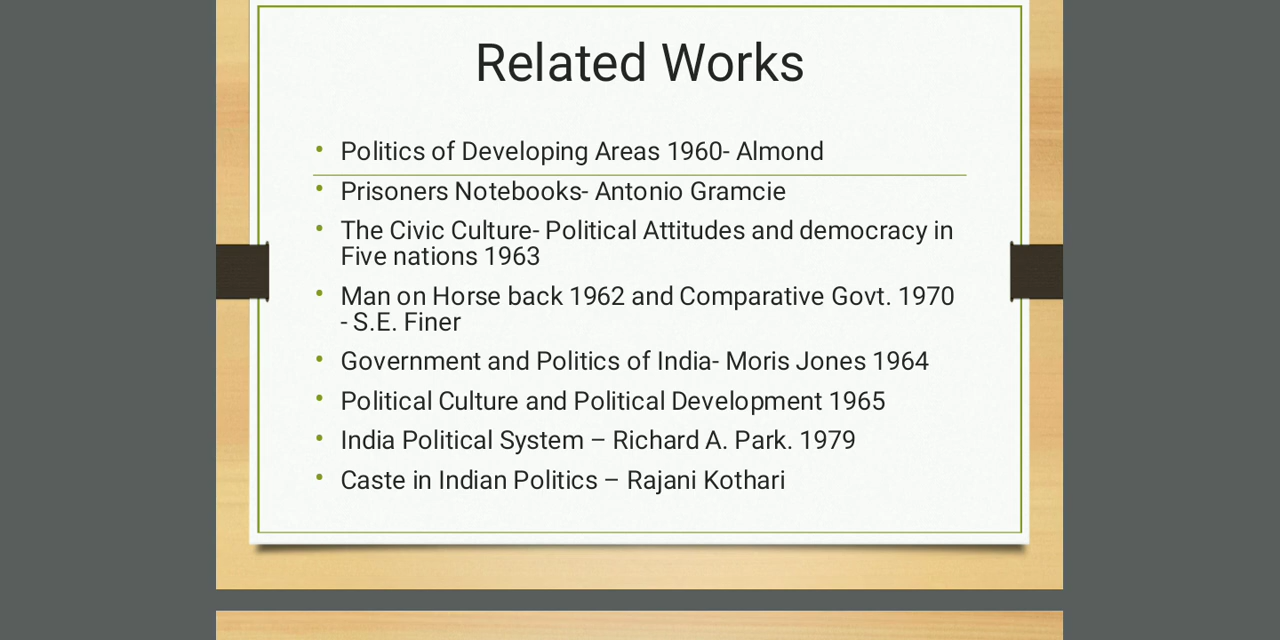 Related Works
• Politics of Developing Areas 1960- Almond
• Prisoners Notebooks- Antonio Gramcie
• The Civic Culture- Political Attitudes and democracy in
Five nations 1963
• Man on Horse back 1962 and Comparative Govt. 1970
- S.E. Finer
• Government and Politics of India- Moris Jones 1964
• Political Culture and Political Development 1965
• India Political System – Richard A. Park. 1979
• Caste in Indian Politics – Rajani Kothari